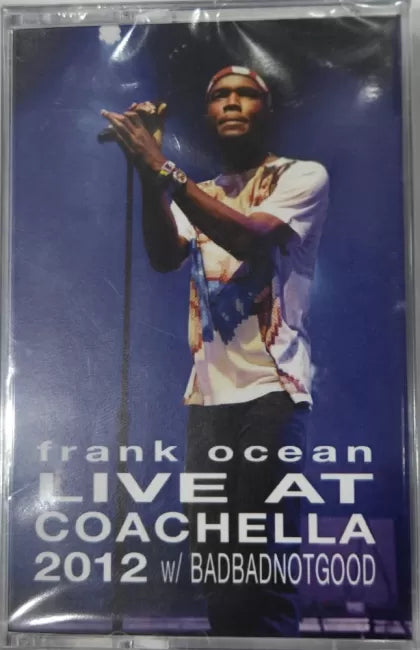 frank ocean
LIVE AT
COACHELLA
2012 w/ BADBADNOTGOOD